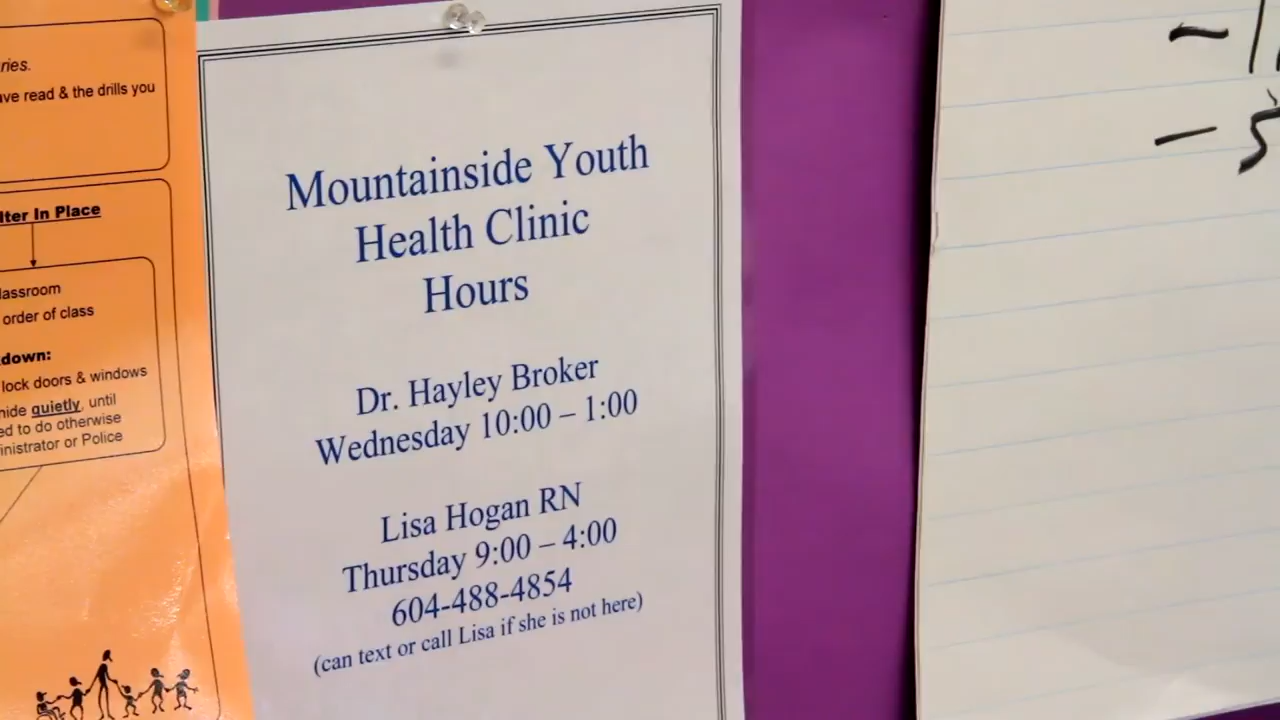 ries.
ave read & the drills you
lter In Place
lassroom
order of class
down:
lock doors & windows
hide quietly, until
ed to do otherwise
inistrator or Police
Mountainside Youth
Health Clinic
Hours
Dr. Hayley Broker
Wednesday 10:00 – 1:00
Lisa Hogan RN
Thursday 9:00 – 4:00
604-488-4854
(can text or call Lisa if she is not here)